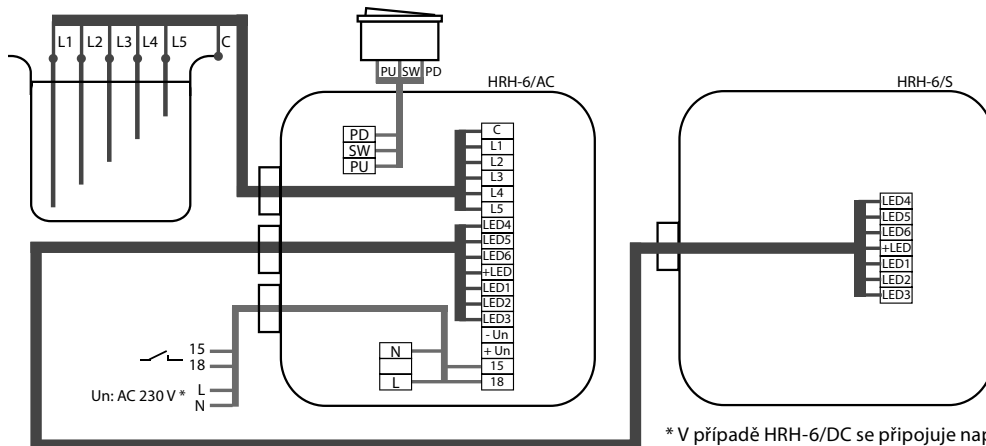 L1 L2 L3 L4 L5 C
PU SW PD
HRH-6/AC
HRH-6/S
PD
SW
PU
C
L1
L2
L3
L4
L5
LED4
LED5
LED6
+LED
LED1
LED2
LED3
- Un
+ Un
15
18
N
L
15
18
Un: AC 230 V * L
N
LED4
LED5
LED6
+LED
LED1
LED2
LED3
* V případě HRH-6/DC se připojuje nap